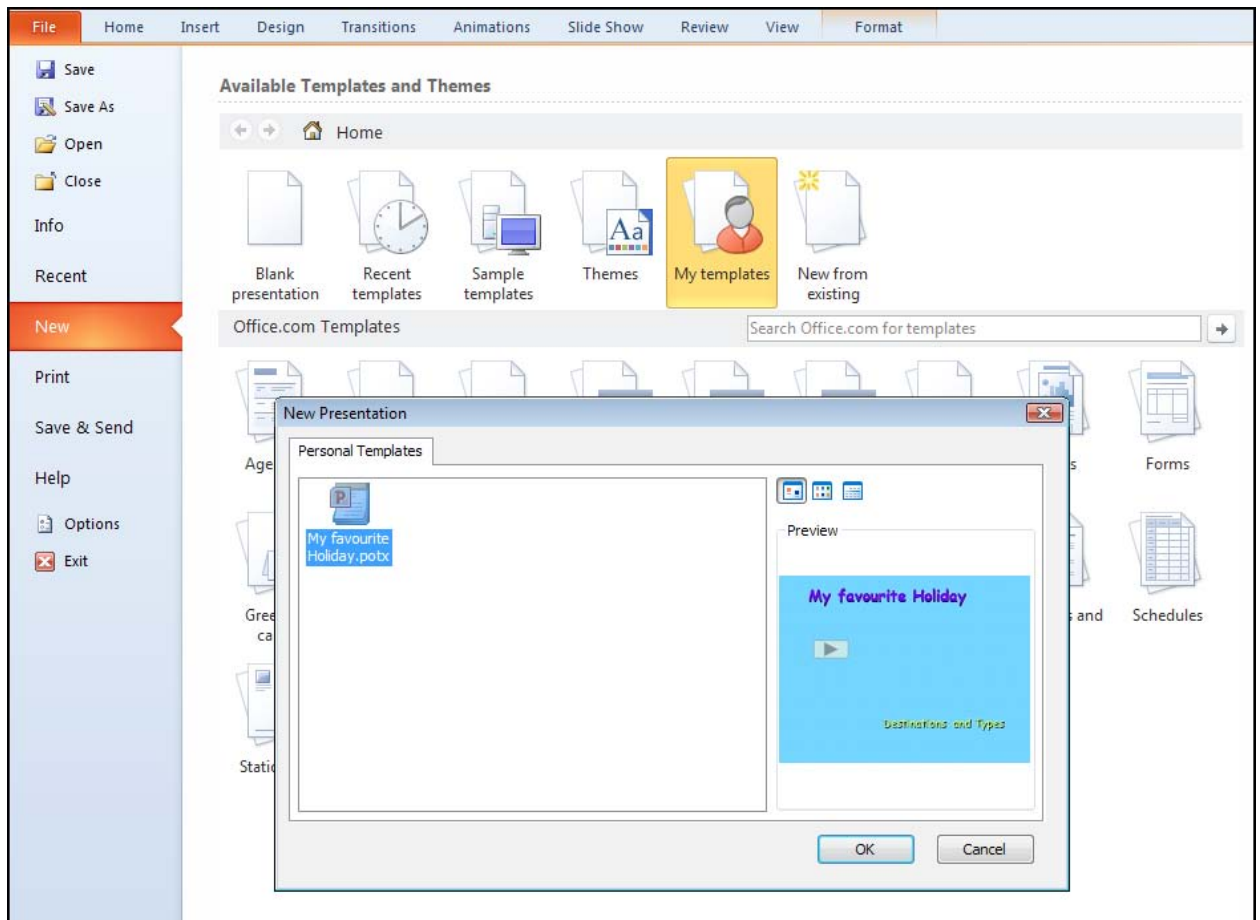 File Home Insert Design Transitions Animations Slide Show Review View Format
Save
Save As
Open
Close
Info
Recent
New
Print
Save & Send
Help
Options
Exit
Available Templates and Themes
Home
Blank presentation
Recent templates
Sample templates
Themes
My templates
New from existing
Office.com Templates
Search Office.com for templates
Forms
and
Schedules
New Presentation
Personal Templates
P
My favourite
Holiday.potx
Preview
My favourite Holiday
Destinations and Types
OK
Cancel